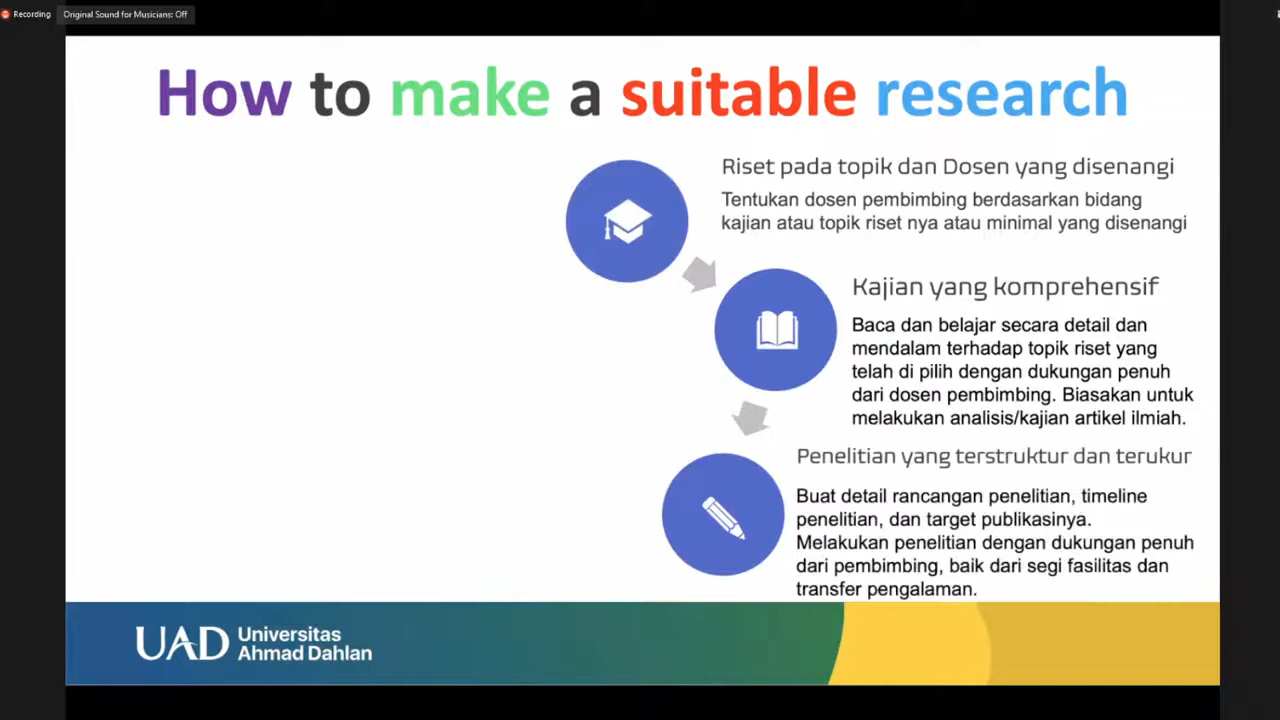 Recording
Original Sound for Musicians: Off
How to make a suitable research
Riset pada topik dan Dosen yang disenangi
Tentukan dosen pembimbing berdasarkan bidang
kajian atau topik riset nya atau minimal yang disenangi
Kajian yang komprehensif
Baca dan belajar secara detail dan
mendalam terhadap topik riset yang
telah di pilih dengan dukungan penuh
dari dosen pembimbing. Biasakan untuk
melakukan analisis/kajian artikel ilmiah.
Penelitian yang terstruktur dan terukur
Buat detail rancangan penelitian, timeline
penelitian, dan target publikasinya.
Melakukan penelitian dengan dukungan penuh
dari pembimbing, baik dari segi fasilitas dan
transfer pengalaman.
UAD Universitas
Ahmad Dahlan